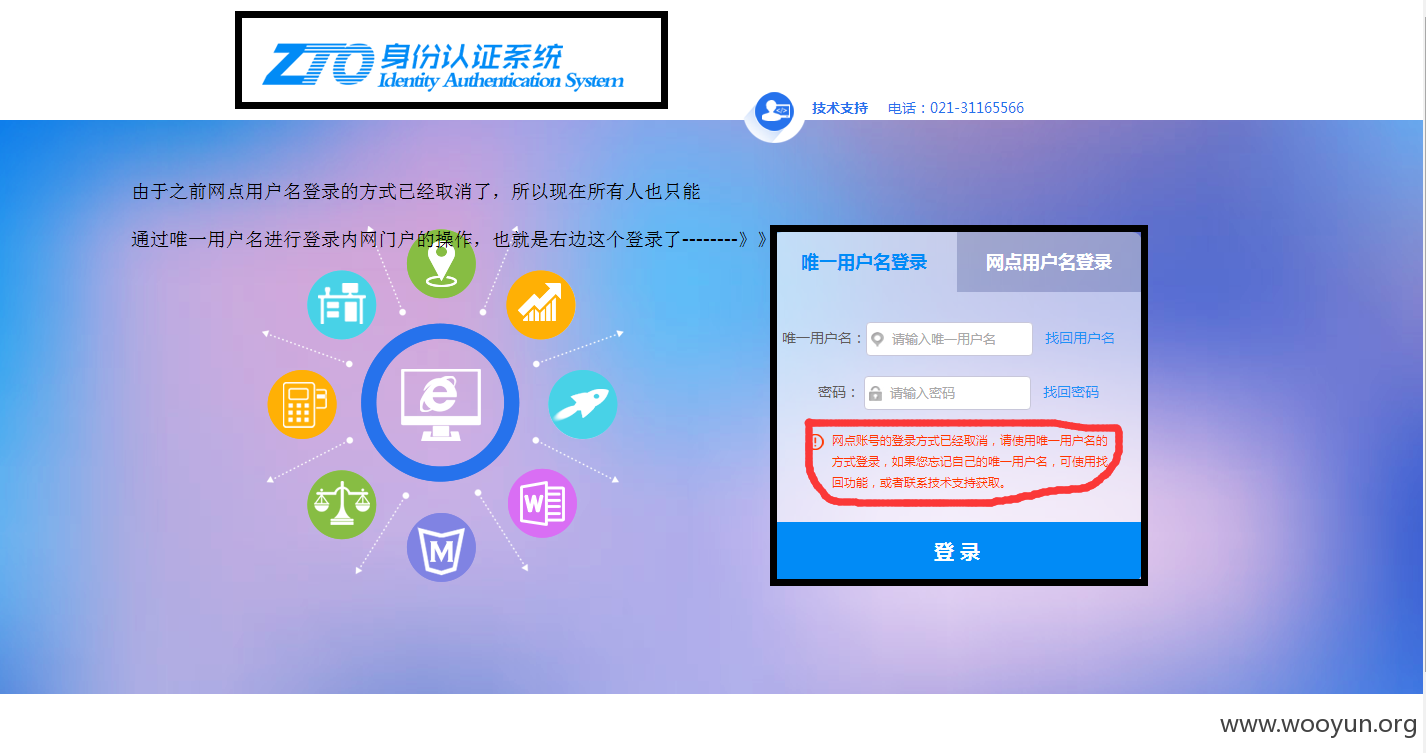 ZTO 身份认证系统
Identity Authentication System
技术支持 电话：021-31165566
由于之前网点用户名登录的方式已经取消了，所以现在所有人也只能
通过唯一用户名进行登录内网门户的操作，也就是右边这个登录了--------》》
唯一用户名登录 网点用户名登录
唯一用户名： 请输入唯一用户名 找回用户名
密码： 请输入密码 找回密码
网点账号的登录方式已经取消，请使用唯一用户名的
方式登录，如果您忘记自己的唯一用户名，可使用找
回功能，或者联系技术支持获取。
登 录
W
M
www.wooyun.org